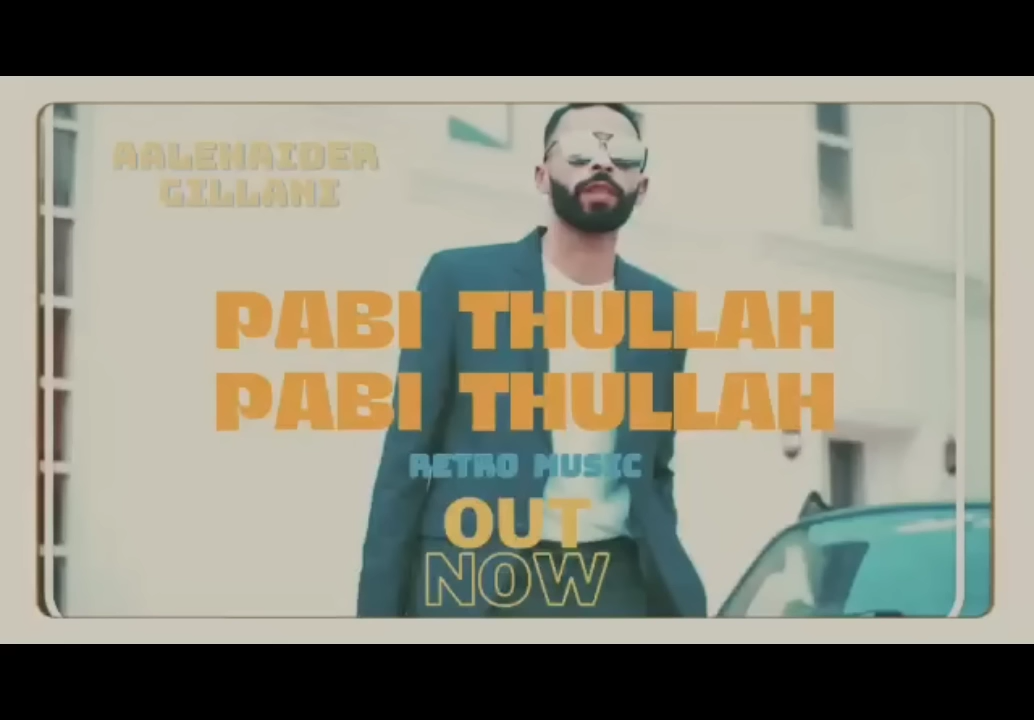 AALEHAIDER
GILLANI
PABI THULLAH
PABI THULLAH
RETRO MUSIC
OUT
NOW